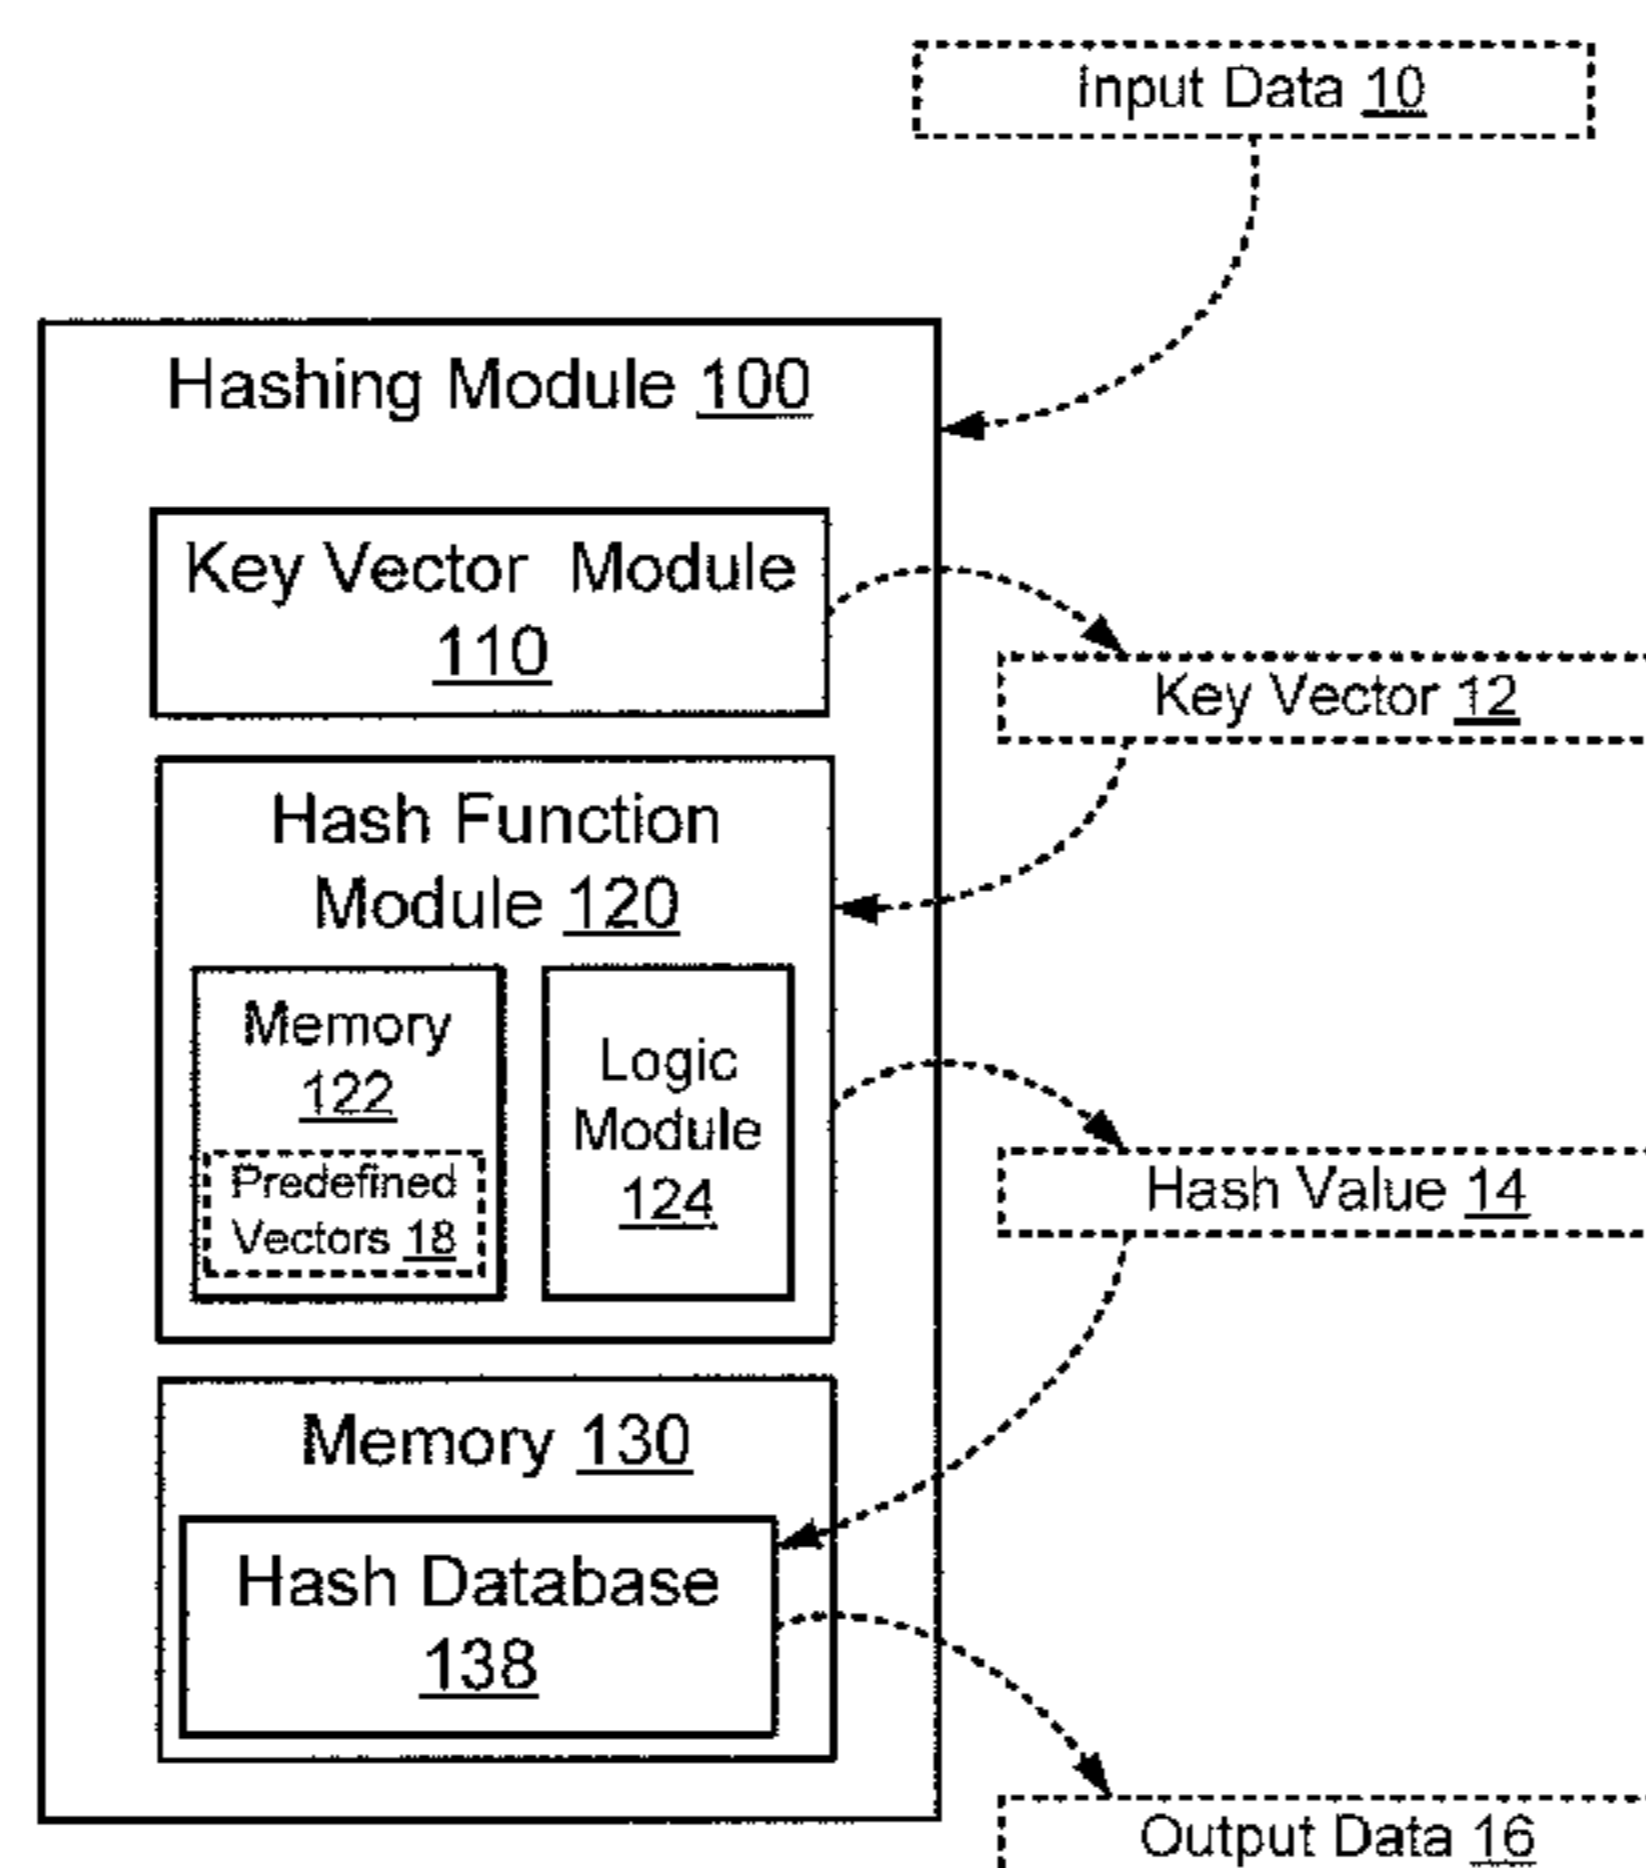 Input Data 10
Hashing Module 100
Key Vector Module
110
Key Vector 12
Hash Function
Module 120
Memory
122
Predefined
Vectors 18
Logic
Module
124
Hash Value 14
Memory 130
Hash Database
138
Output Data 16